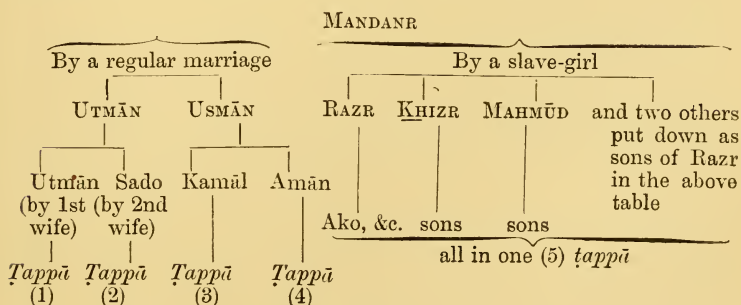 MANDANR
By a regular marriage By a slave-girl
UTMĀN USMĀN RAZR KHIZR MAHMŪD and two others
put down as
sons of Razr
in the above
table
Utmān Sado Kamāl Amān
(by 1st (by 2nd
wife) wife)
Ako, &c. sons sons
all in one (5) ṭappā
Ṭappā Ṭappā Ṭappā Ṭappā
(1) (2) (3) (4)